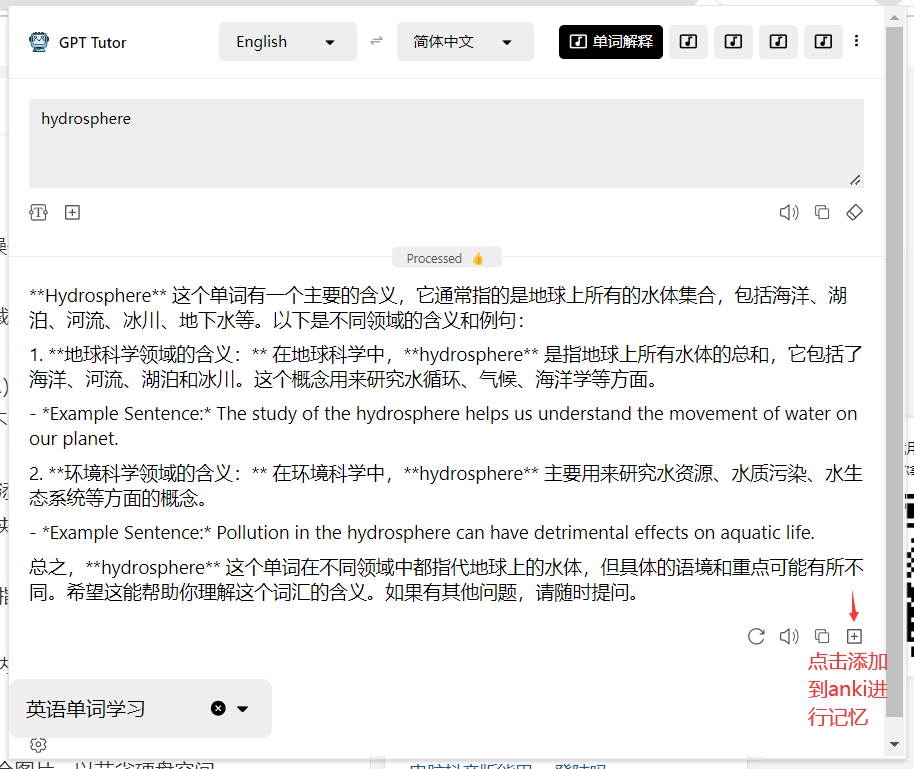 GPT Tutor
English
简体中文
单词解释
hydrosphere
Processed 👍
**Hydrosphere** 这个单词有一个主要的含义，它通常指的是地球上所有的水体集合，包括海洋、湖
泊、河流、冰川、地下水等。以下是不同领域的含义和例句：
1. **地球科学领域的含义：** 在地球科学中，**hydrosphere** 是指地球上所有水体的总和，它包括了
海洋、河流、湖泊和冰川。这个概念用来研究水循环、气候、海洋学等方面。
- *Example Sentence:* The study of the hydrosphere helps us understand the movement of water on
our planet.
2. **环境科学领域的含义：** 在环境科学中，**hydrosphere** 主要用来研究水资源、水质污染、水生
态系统等方面的概念。
- *Example Sentence:* Pollution in the hydrosphere can have detrimental effects on aquatic life.
总之，**hydrosphere** 这个单词在不同领域中都指代地球上的水体，但具体的语境和重点可能有所不
同。希望这能帮助你理解这个词汇的含义。如果有其他问题，请随时提问。
点击添加
到anki进
行记忆
英语单词学习